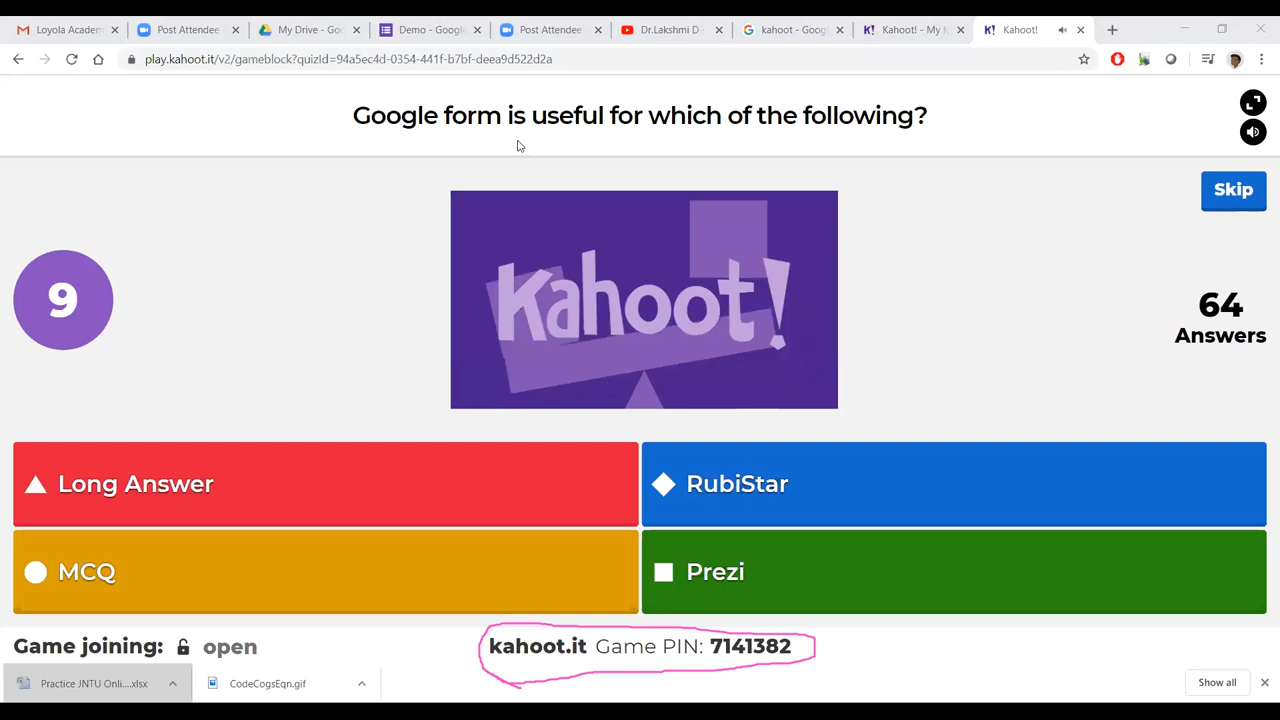 Loyola Academ
Post Attendee
My Drive - Goo
Demo - Google
Post Attendee
Dr.Lakshmi D
kahoot - Goog
Kahoot! - My K
Kahoot!
play.kahoot.it/v2/gameblock?quizId=94a5ec4d-0354-441f-b7bf-deea9d522d2a
Google form is useful for which of the following?
Skip
9
Kahoot!
64
Answers
Long Answer
RubiStar
MCQ
Prezi
Game joining: open
kahoot.it Game PIN: 7141382
Practice JNTU Onli....xlsx
CodeCogsEqn.gif
Show all